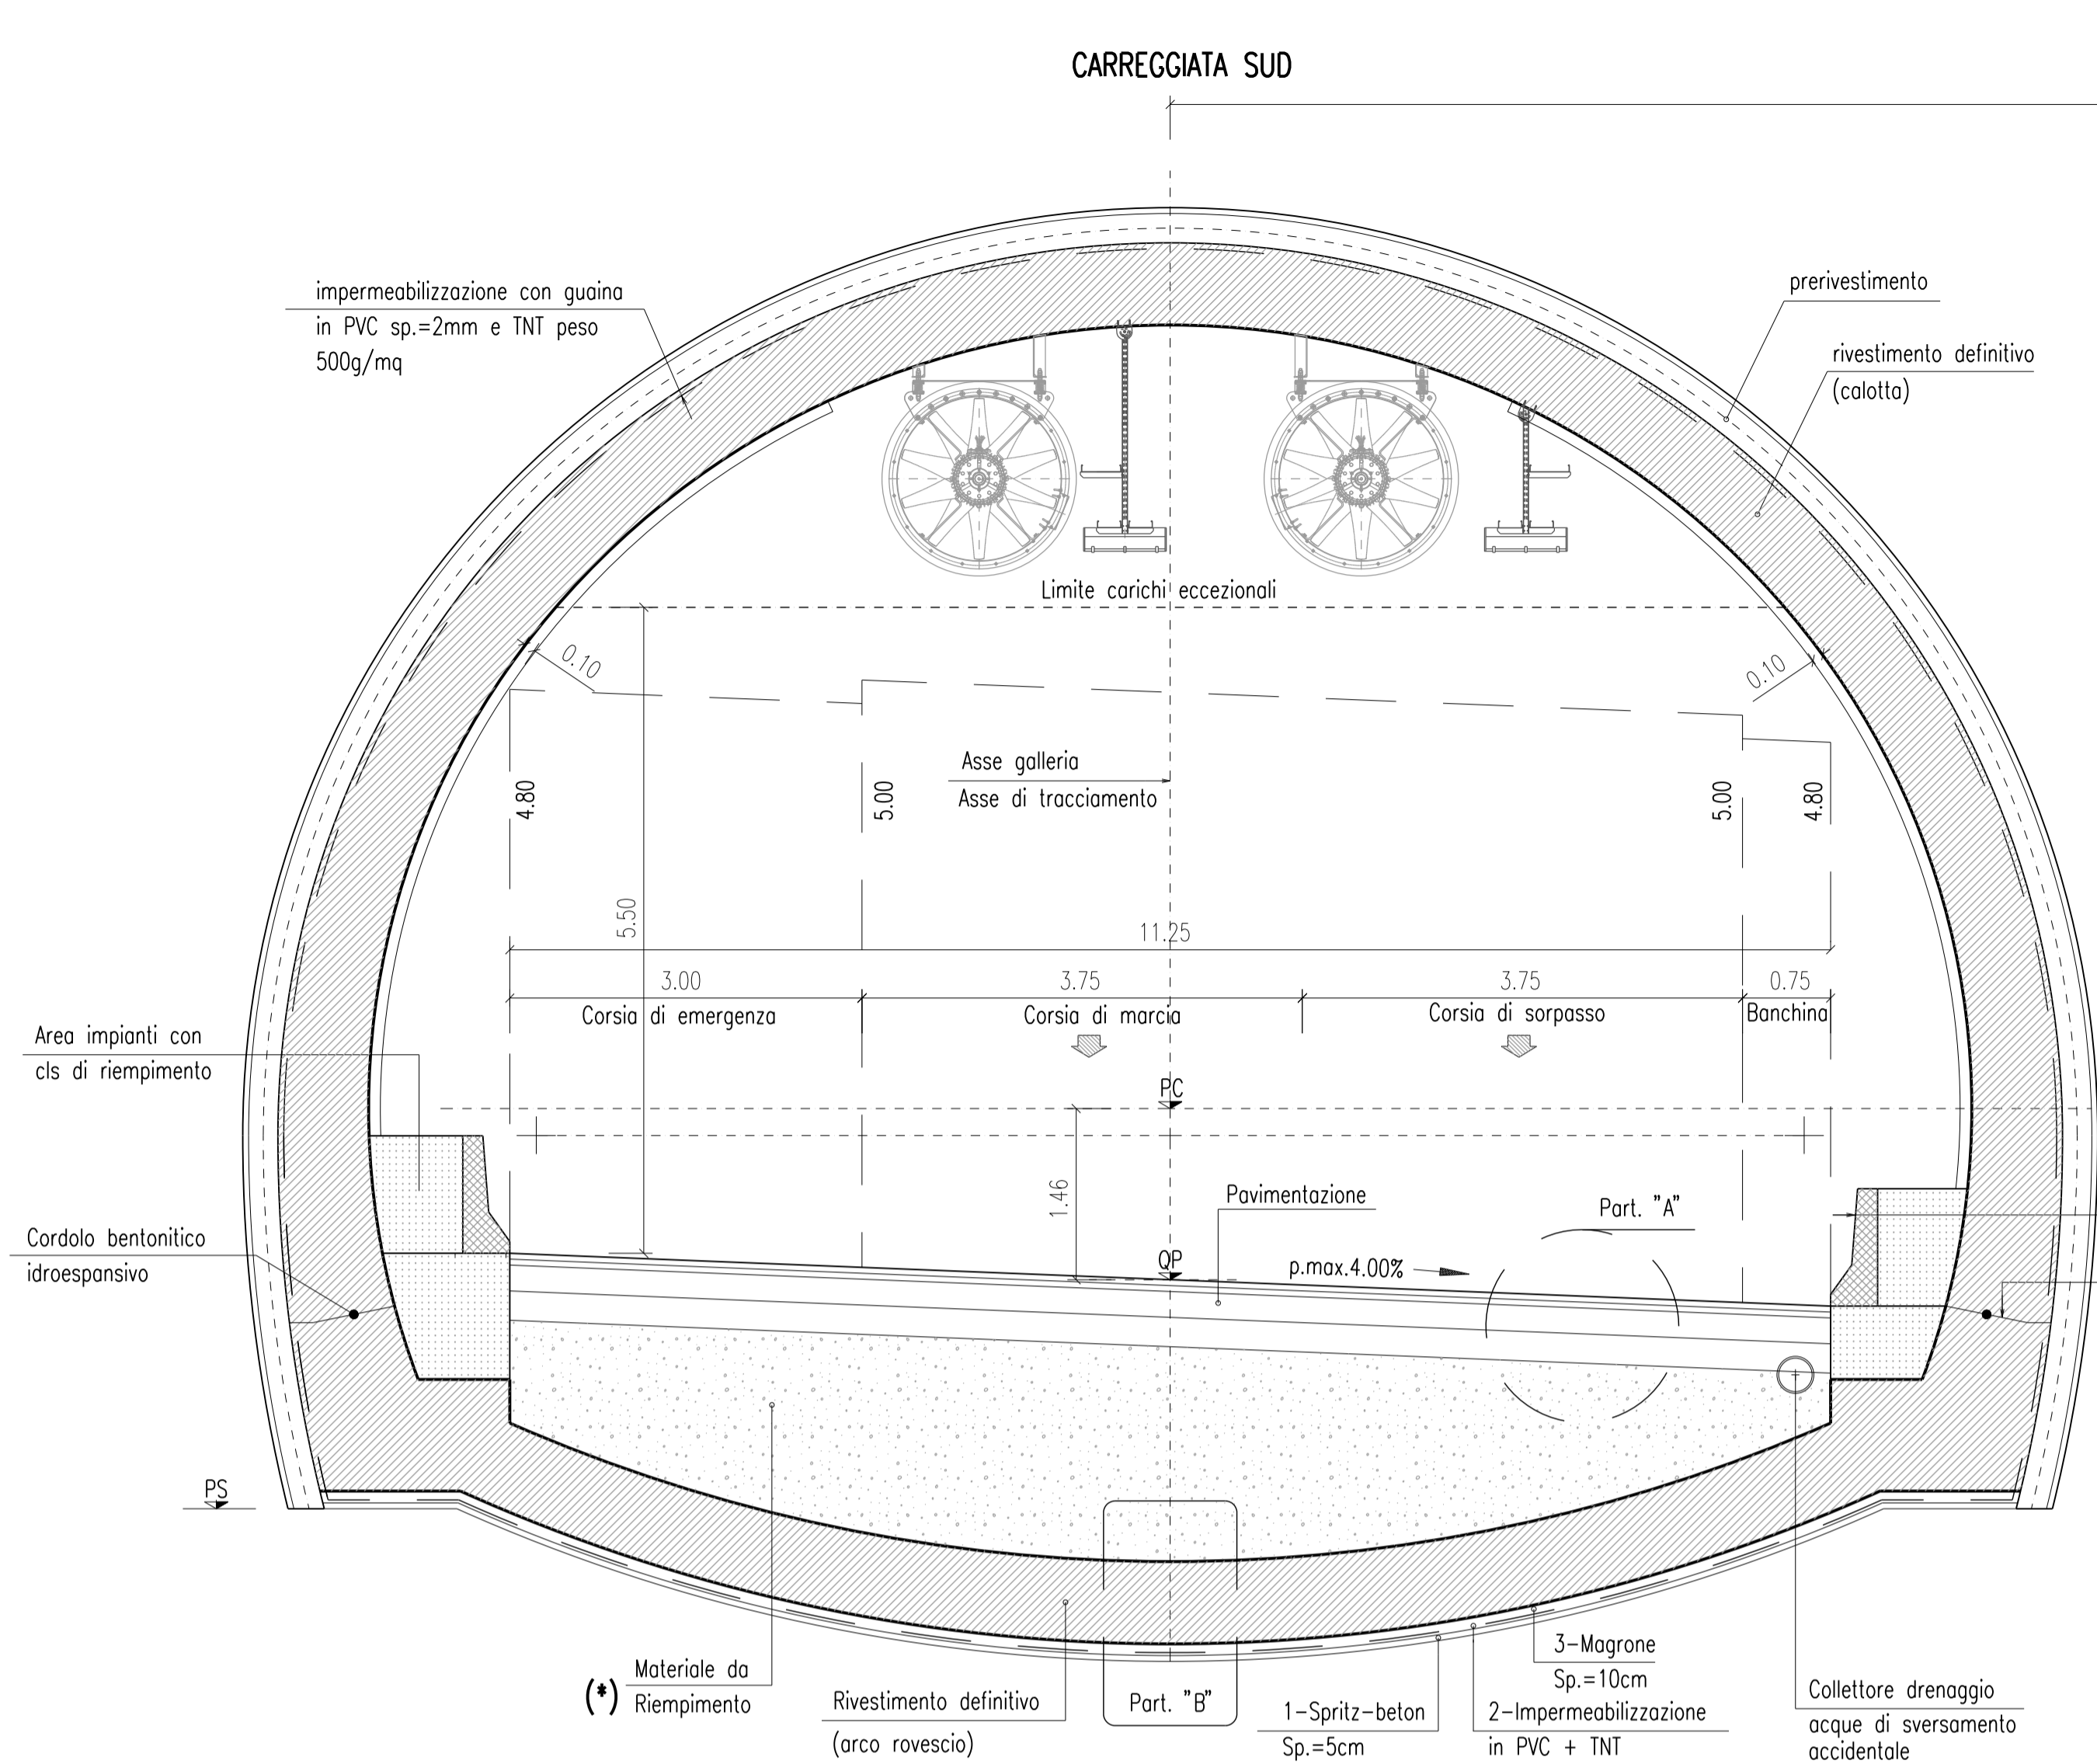 CARREGGIATA SUD
impermeabilizzazione con guaina
in PVC sp.=2mm e TNT peso
500g/mq
prerivestimento
rivestimento definitivo
(calotta)
Limite carichi eccezionali
0.10
0.10
Asse galleria
Asse di tracciamento
4.80
5.00
5.00
4.80
5.50
11.25
3.00
3.75
3.75
0.75
Corsia di emergenza
Corsia di marcia
Corsia di sorpasso
Banchina
Area impianti con
cls di riempimento
PC
1.46
Pavimentazione
Part. "A"
Cordolo bentonitico
idroespansivo
QP
p.max.4.00%
PS
(*)
Materiale da
Riempimento
Rivestimento definitivo
(arco rovescio)
Part. "B"
1-Spritz-beton
Sp.=5cm
2-Impermeabilizzazione
in PVC + TNT
3-Magrone
Sp.=10cm
Collettore drenaggio
acque di sversamento
accidentale